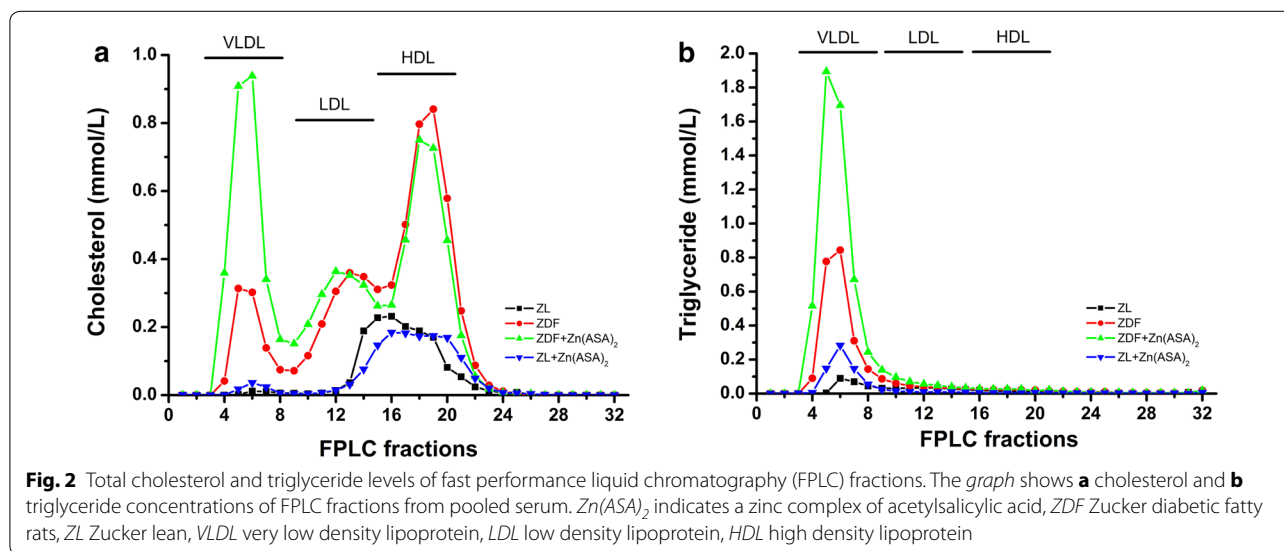 a
VLDL
LDL
HDL
1.0
0.8
0.6
0.4
0.2
0.0
Cholesterol (mmol/L)
ZL
ZDF
ZDF+Zn(ASA)₂
ZL+Zn(ASA)₂
0 4 8 12 16 20 24 28 32
FPLC fractions
b
VLDL LDL HDL
2.0
1.8
1.6
1.4
1.2
1.0
0.8
0.6
0.4
0.2
0.0
Triglyceride (mmol/L)
ZL
ZDF
ZDF+Zn(ASA)₂
ZL+Zn(ASA)₂
0 4 8 12 16 20 24 28 32
FPLC fractions
Fig. 2 Total cholesterol and triglyceride levels of fast performance liquid chromatography (FPLC) fractions. The graph shows a cholesterol and b
triglyceride concentrations of FPLC fractions from pooled serum. Zn(ASA)₂ indicates a zinc complex of acetylsalicylic acid, ZDF Zucker diabetic fatty
rats, ZL Zucker lean, VLDL very low density lipoprotein, LDL low density lipoprotein, HDL high density lipoprotein